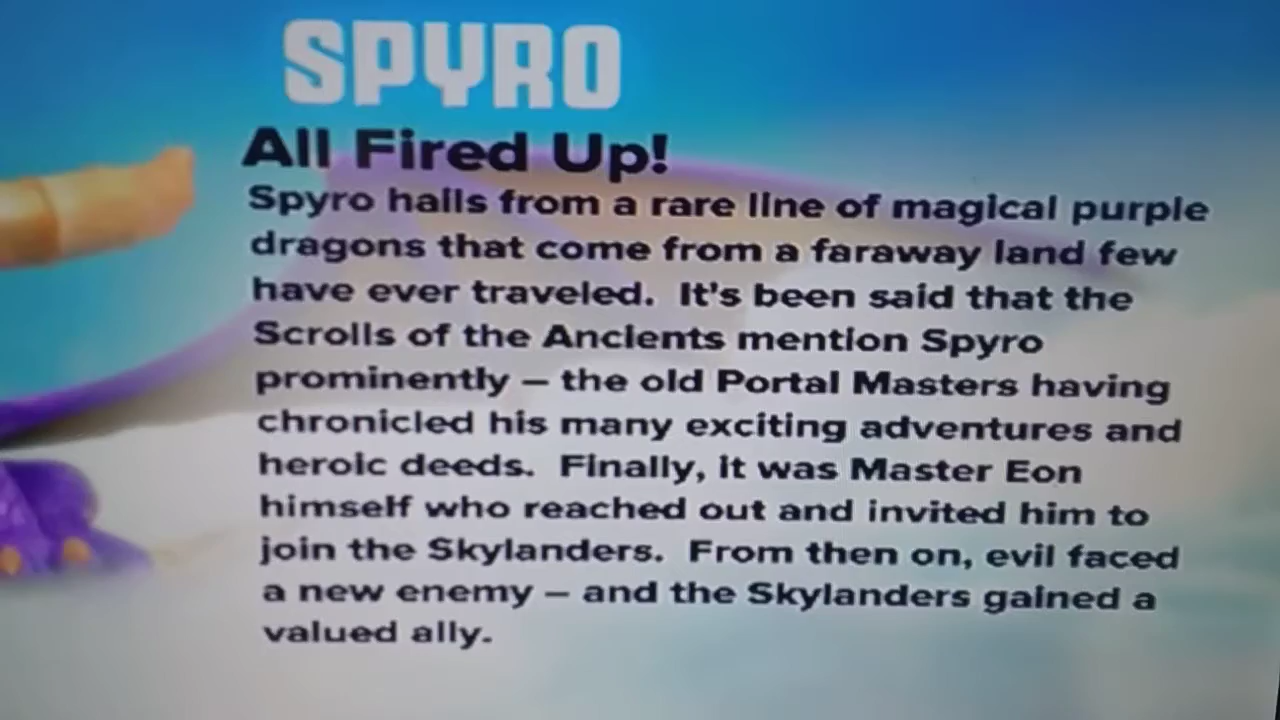 SPYRO
All Fired Up!
Spyro hails from a rare line of magical purple
dragons that come from a faraway land few
have ever traveled.  It's been said that the
Scrolls of the Ancients mention Spyro
prominently – the old Portal Masters having
chronicled his many exciting adventures and
heroic deeds.  Finally, it was Master Eon
himself who reached out and invited him to
join the Skylanders.  From then on, evil faced
a new enemy – and the Skylanders gained a
valued ally.